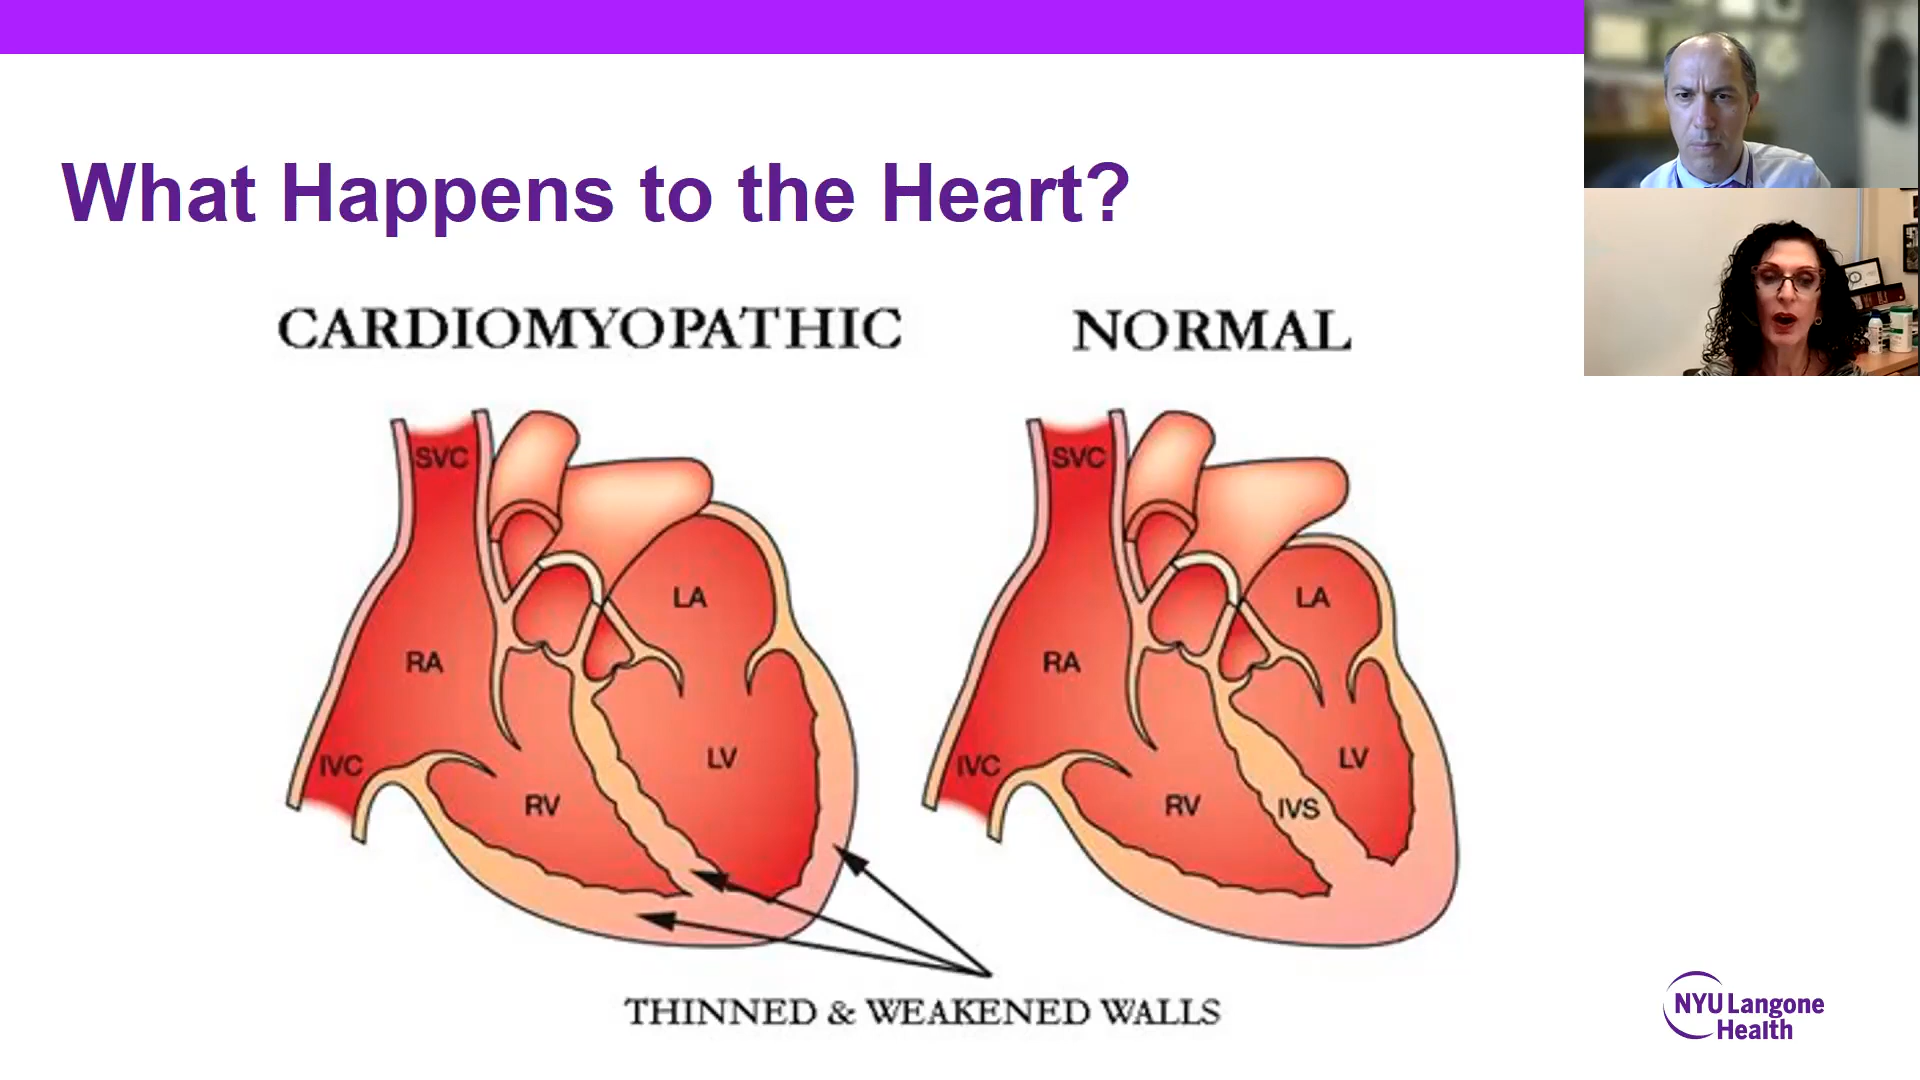 What Happens to the Heart?
CARDIOMYOPATHIC
NORMAL
SVC
LA
RA
LV
IVC
RV
SVC
LA
RA
LV
IVC
RV
IVS
THINNED & WEAKENED WALLS
NYU Langone
Health